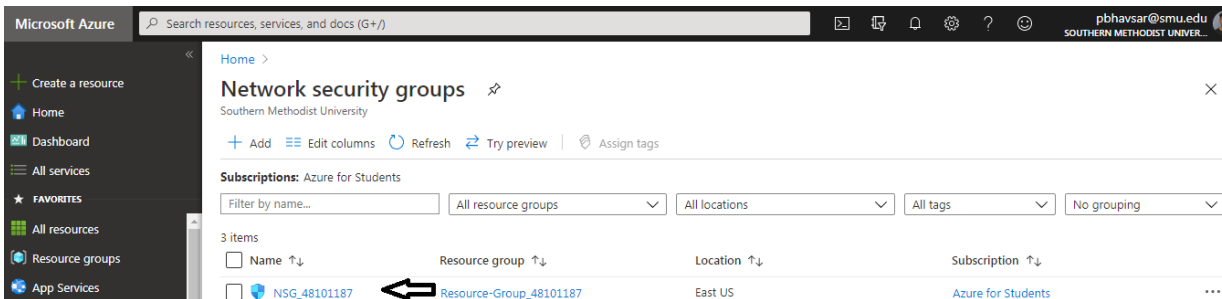 Microsoft Azure
Search resources, services, and docs (G+/)
pbhavsar@smu.edu
SOUTHERN METHODIST UNIVER...
Create a resource
Home
Dashboard
All services
FAVORITES
All resources
Resource groups
App Services
Home >
Network security groups
Southern Methodist University
Add Edit columns Refresh Try preview Assign tags
Subscriptions: Azure for Students
Filter by name... All resource groups All locations All tags No grouping
3 items
Name ↑↓ Resource group ↑↓ Location ↑↓ Subscription ↑↓
NSG_48101187 Resource-Group_48101187 East US Azure for Students ...